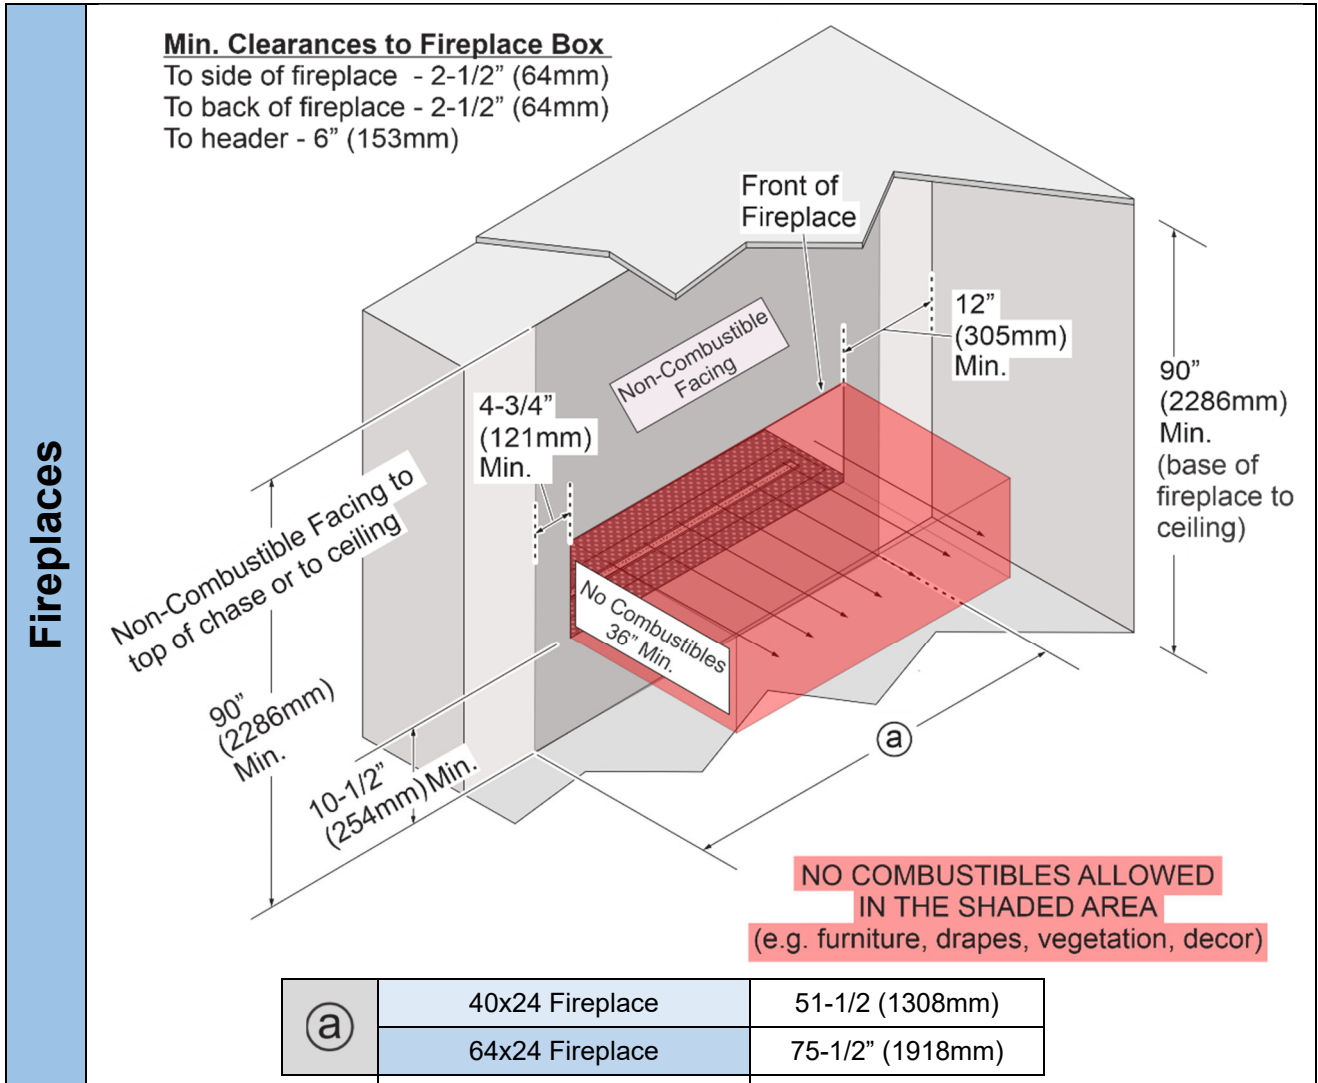 Fireplaces
Min. Clearances to Fireplace Box
To side of fireplace - 2-1/2” (64mm)
To back of fireplace - 2-1/2” (64mm)
To header - 6” (153mm)
Front of
Fireplace
12”
(305mm)
Min.
Non-Combustible
Facing
4-3/4”
(121mm)
Min.
90”
(2286mm)
Min.
(base of
fireplace to
ceiling)
Non-Combustible Facing to
top of chase or to ceiling
No Combustibles
36” Min.
90”
(2286mm)
Min.
10-1/2”
(254mm) Min.
a
NO COMBUSTIBLES ALLOWED
IN THE SHADED AREA
(e.g. furniture, drapes, vegetation, decor)
a
40x24 Fireplace 51-1/2 (1308mm)
64x24 Fireplace 75-1/2” (1918mm)